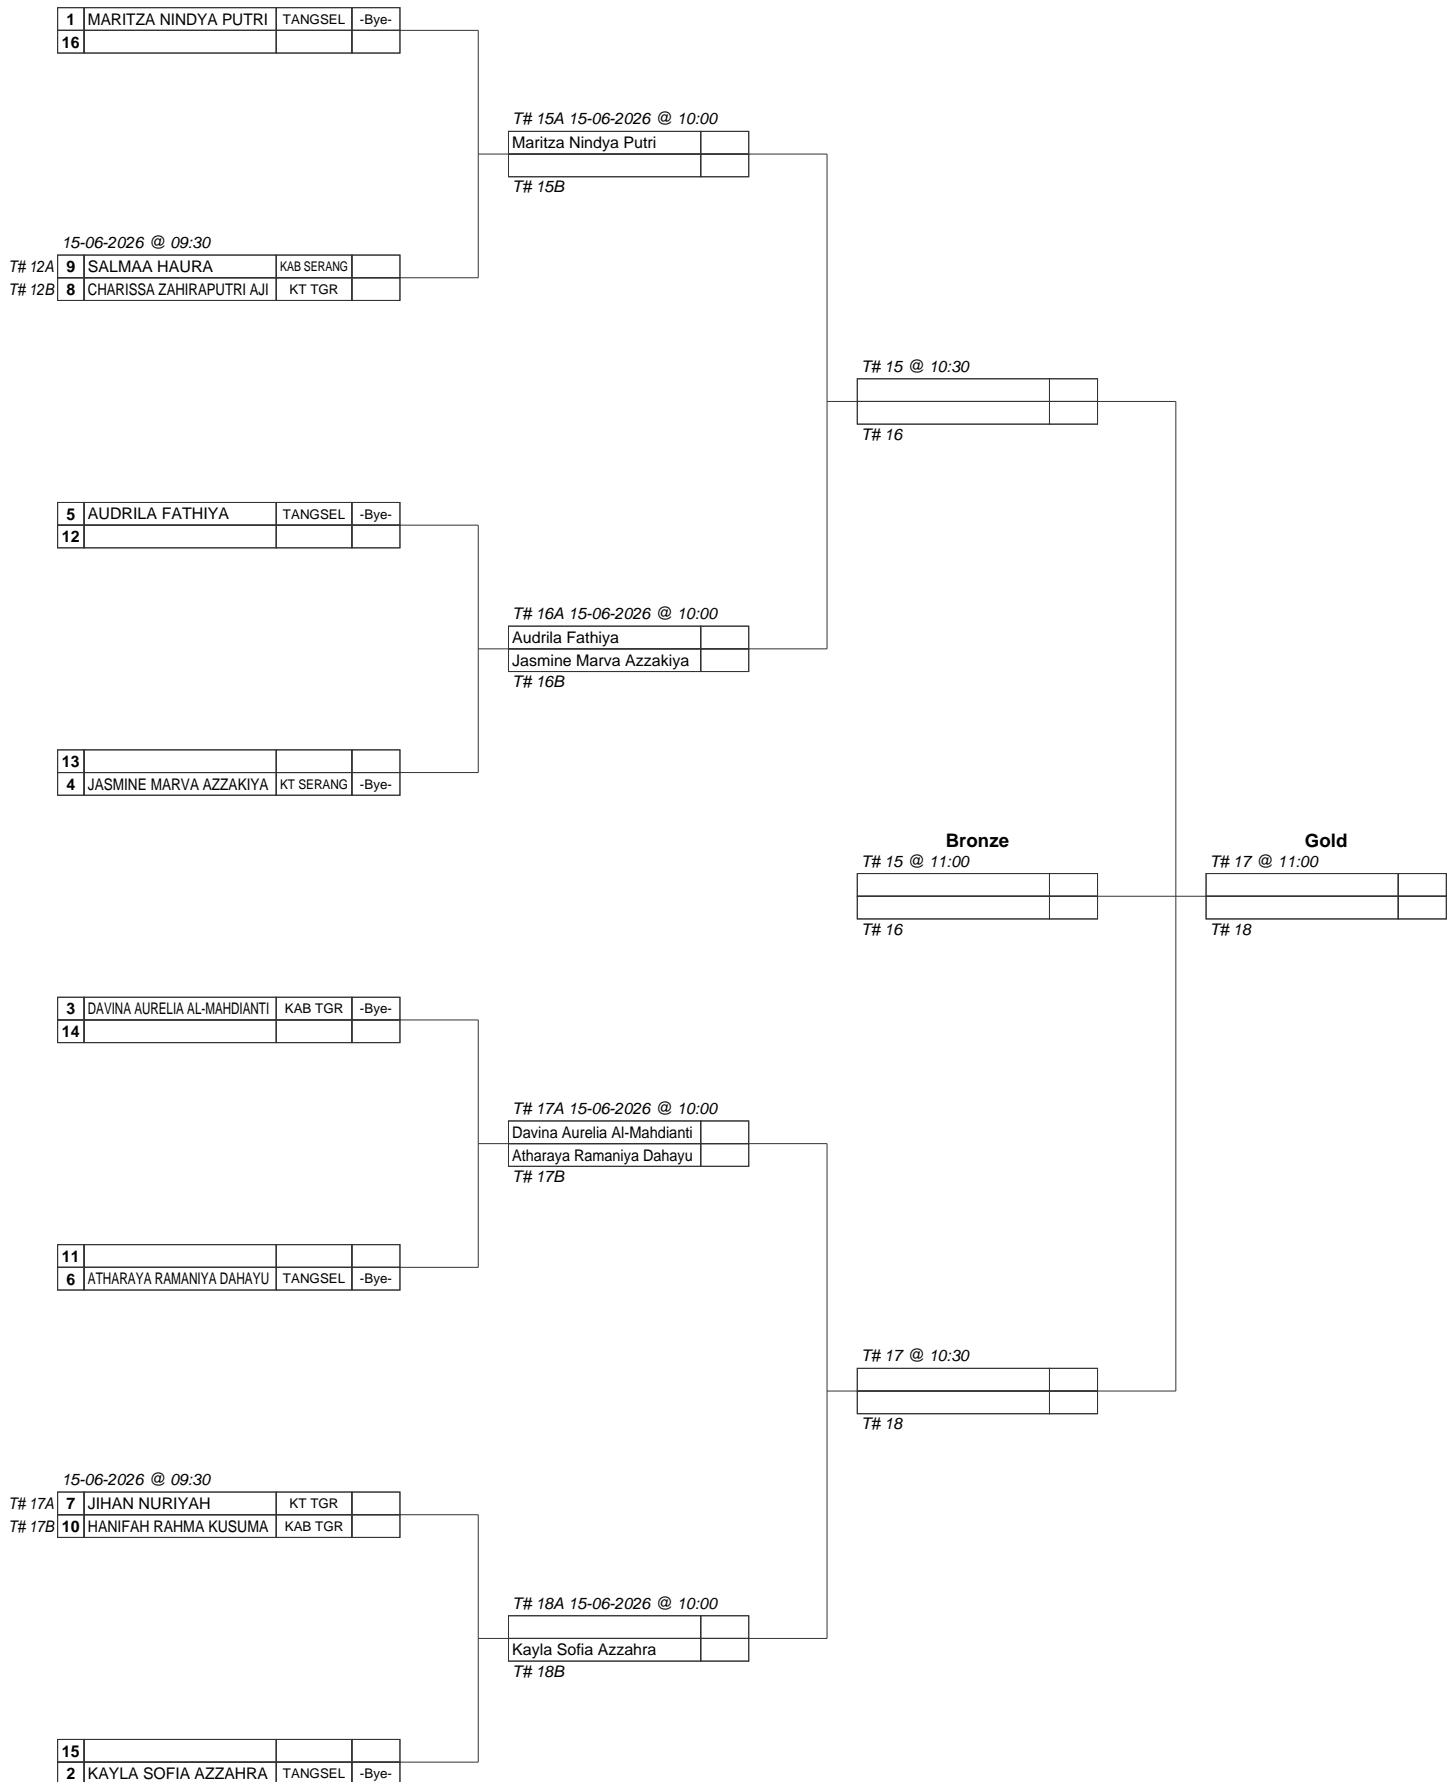 1 MARITZA NINDYA PUTRI TANGSEL -Bye-
16
T# 15A 15-06-2026 @ 10:00
Maritza Nindya Putri
T# 15B
15-06-2026 @ 09:30
T# 12A 9 SALMAA HAURA KAB SERANG
T# 12B 8 CHARISSA ZAHIRAPUTRI AJI KT TGR
T# 15 @ 10:30
T# 16
5 AUDRILA FATHIYA TANGSEL -Bye-
12
T# 16A 15-06-2026 @ 10:00
Audrila Fathiya
Jasmine Marva Azzakiya
T# 16B
13
4 JASMINE MARVA AZZAKIYA KT SERANG -Bye-
Bronze
T# 15 @ 11:00
T# 16
Gold
T# 17 @ 11:00
T# 18
3 DAVINA AURELIA AL-MAHDIANTI KAB TGR -Bye-
14
T# 17A 15-06-2026 @ 10:00
Davina Aurelia Al-Mahdianti
Atharaya Ramaniya Dahayu
T# 17B
11
6 ATHARAYA RAMANIYA DAHAYU TANGSEL -Bye-
T# 17 @ 10:30
T# 18
15-06-2026 @ 09:30
T# 17A 7 JIHAN NURIYAH KT TGR
T# 17B 10 HANIFAH RAHMA KUSUMA KAB TGR
T# 18A 15-06-2026 @ 10:00
Kayla Sofia Azzahra
T# 18B
15
2 KAYLA SOFIA AZZAHRA TANGSEL -Bye-